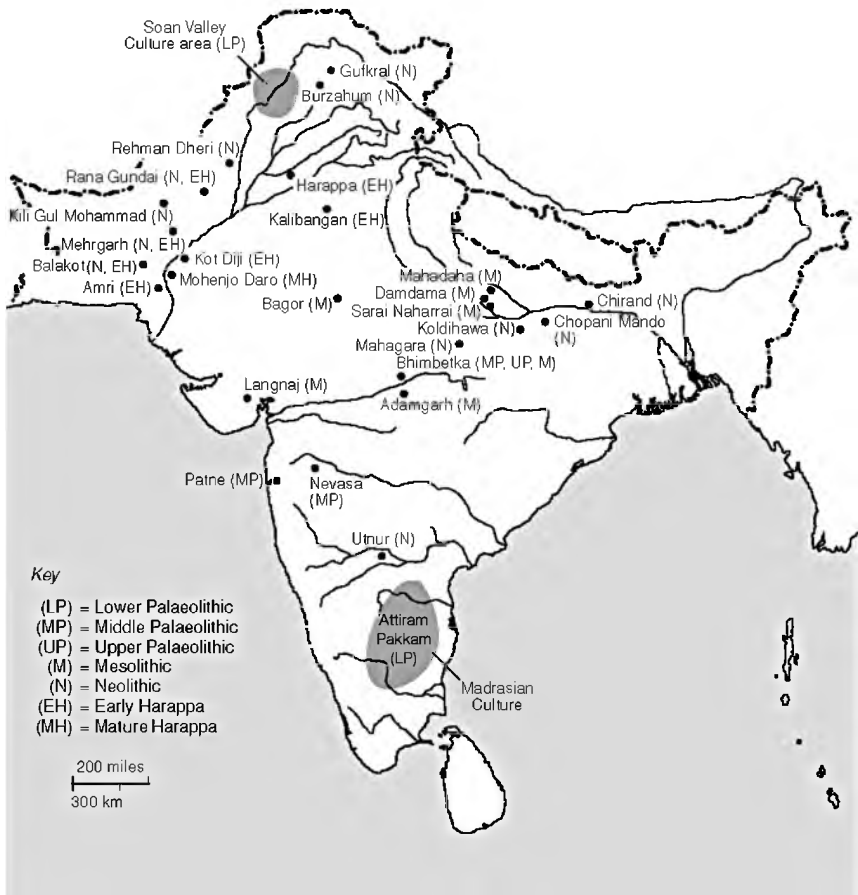 Soan Valley
Culture area (LP)
Gufkral (N)
Burzahum (N)
Rehman Dheri (N)
Rana Gundai (N, EH)
Harappa (EH)
Kili Gul Mohammad (N)
Kalibangan (EH)
Mehrgarh (N, EH)
Kot Diji (EH)
Balakot(N, EH)
Mohenjo Daro (MH)
Amri (EH)
Bagor (M)
Mahadaha (M)
Damdama (M)
Sarai Naharrai (M)
Chirand (N)
Koldihawa (N)
Chopani Mando
(N)
Mahagara (N)
Bhimbetka (MP, UP, M)
Langnaj (M)
Adamgarh (M)
Patne (MP)
Nevasa
(MP)
Utnur (N)
Key
(LP) = Lower Palaeolithic
(MP) = Middle Palaeolithic
(UP) = Upper Palaeolithic
(M) = Mesolithic
(N) = Neolithic
(EH) = Early Harappa
(MH) = Mature Harappa
Attiram
Pakkam
(LP)
Madrasian
Culture
200 miles
300 km